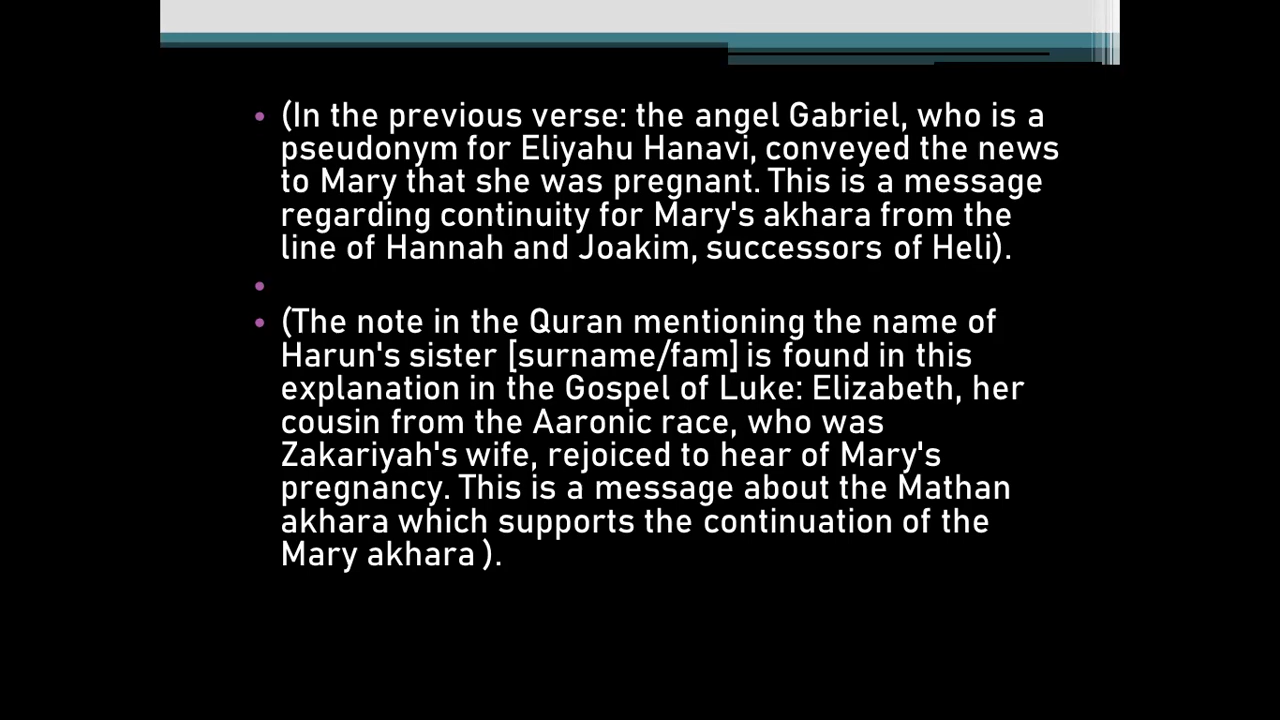 • (In the previous verse: the angel Gabriel, who is a
pseudonym for Eliyahu Hanavi, conveyed the news
to Mary that she was pregnant. This is a message
regarding continuity for Mary's akhara from the
line of Hannah and Joakim, successors of Heli).
•
• (The note in the Quran mentioning the name of
Harun's sister [surname/fam] is found in this
explanation in the Gospel of Luke: Elizabeth, her
cousin from the Aaronic race, who was
Zakariyah's wife, rejoiced to hear of Mary's
pregnancy. This is a message about the Mathan
akhara which supports the continuation of the
Mary akhara ).